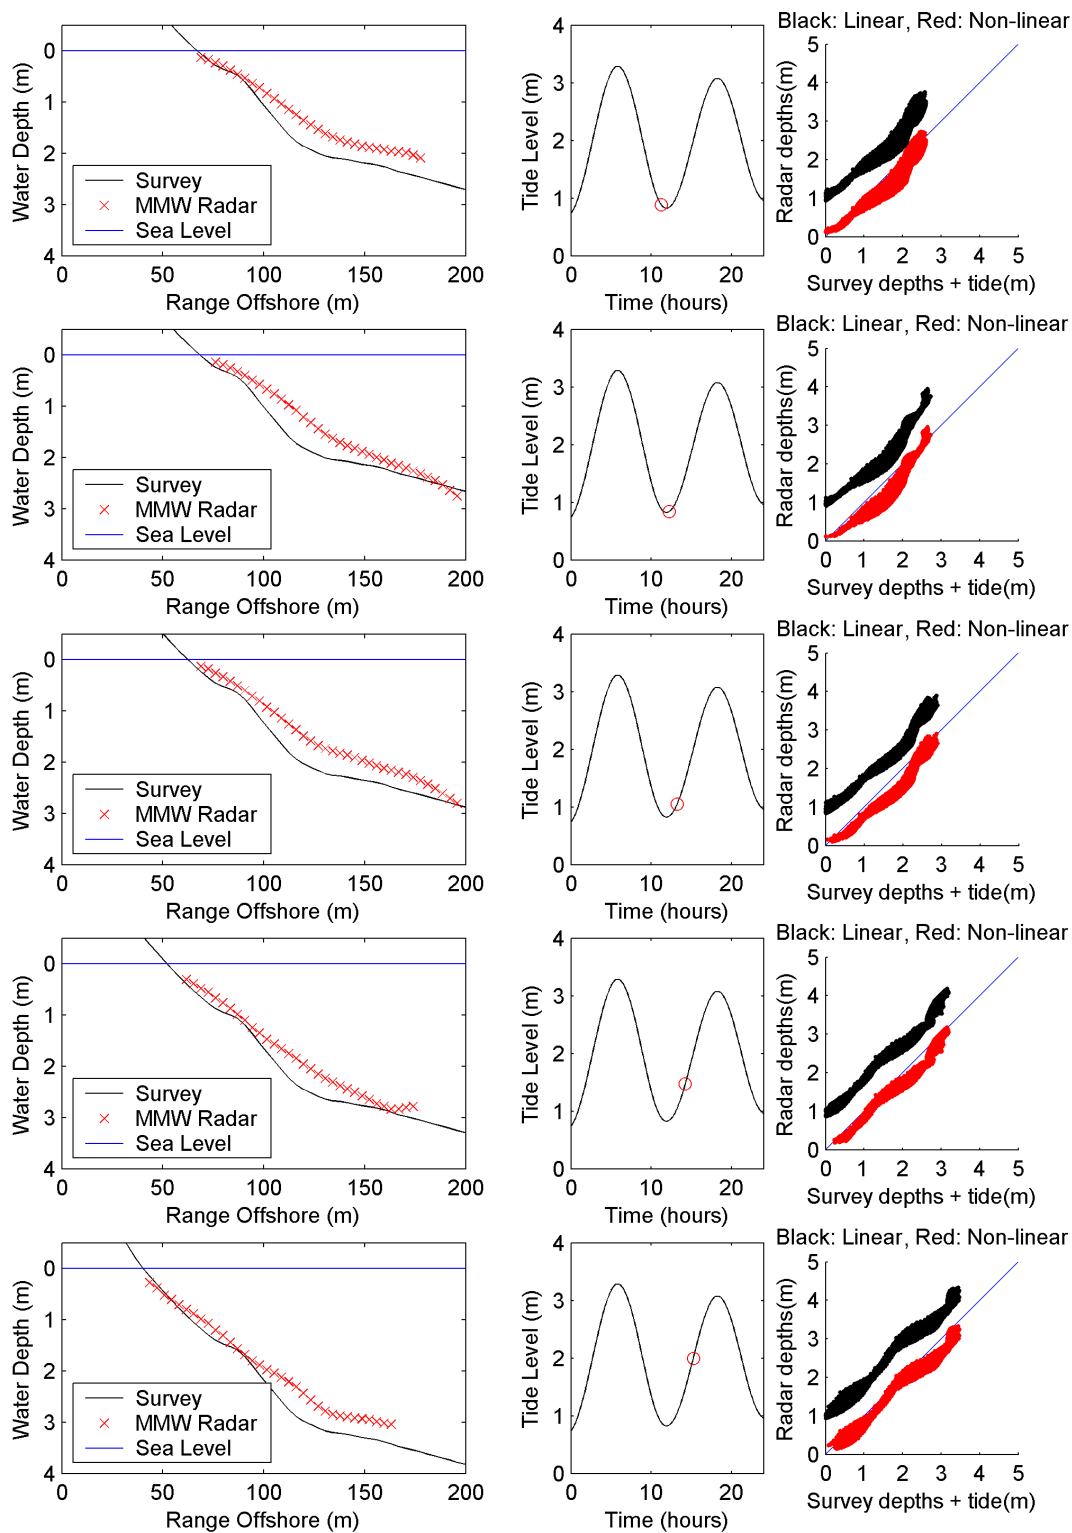 Black: Linear, Red: Non-linear
0
1
2
3
4
Water Depth (m)
Survey
MMW Radar
Sea Level
0 50 100 150 200
Range Offshore (m)
4
3
2
1
0
Tide Level (m)
0 10 20
Time (hours)
5
4
3
2
1
0
Radar depths(m)
0 1 2 3 4 5
Survey depths + tide(m)
Black: Linear, Red: Non-linear
0
1
2
3
4
Water Depth (m)
Survey
MMW Radar
Sea Level
0 50 100 150 200
Range Offshore (m)
4
3
2
1
0
Tide Level (m)
0 10 20
Time (hours)
5
4
3
2
1
0
Radar depths(m)
0 1 2 3 4 5
Survey depths + tide(m)
Black: Linear, Red: Non-linear
0
1
2
3
4
Water Depth (m)
Survey
MMW Radar
Sea Level
0 50 100 150 200
Range Offshore (m)
4
3
2
1
0
Tide Level (m)
0 10 20
Time (hours)
5
4
3
2
1
0
Radar depths(m)
0 1 2 3 4 5
Survey depths + tide(m)
Black: Linear, Red: Non-linear
0
1
2
3
4
Water Depth (m)
Survey
MMW Radar
Sea Level
0 50 100 150 200
Range Offshore (m)
4
3
2
1
0
Tide Level (m)
0 10 20
Time (hours)
5
4
3
2
1
0
Radar depths(m)
0 1 2 3 4 5
Survey depths + tide(m)
Black: Linear, Red: Non-linear
0
1
2
3
4
Water Depth (m)
Survey
MMW Radar
Sea Level
0 50 100 150 200
Range Offshore (m)
4
3
2
1
0
Tide Level (m)
0 10 20
Time (hours)
5
4
3
2
1
0
Radar depths(m)
0 1 2 3 4 5
Survey depths + tide(m)